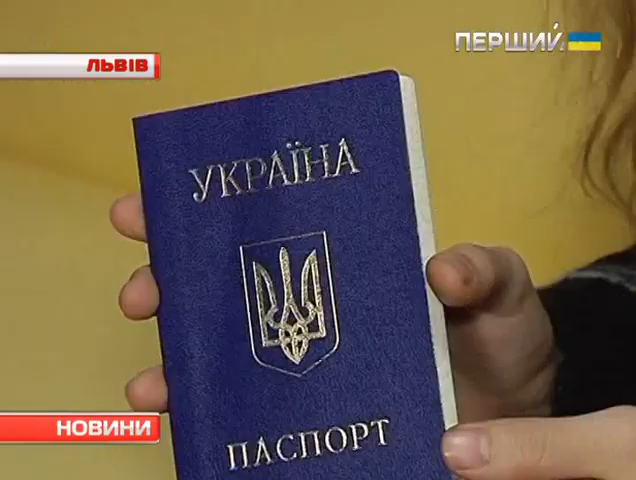 ПЕРШИЙ
ЛЬВІВ
УКРАЇНА
ПАСПОРТ
НОВИНИ